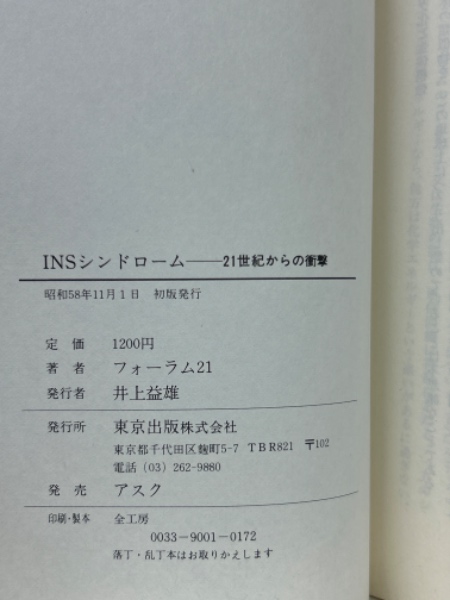 INSシンドローム——21世紀からの衝撃
昭和58年11月1日 初版発行
定価 1200円
著者 フォーラム21
発行者 井上益雄
発行所 東京出版株式会社
東京都千代田区麹町5-7 TBR821 〒102
電話(03)262-9880
発売 アスク
印刷・製本 全工房
0033-9001-0172
落丁・乱丁本はお取りかえします